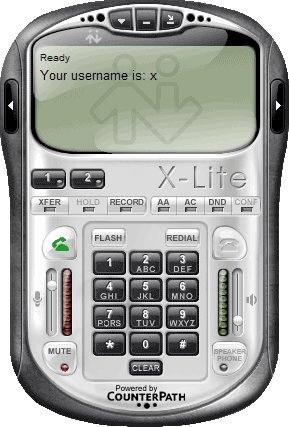 Ready
Your username is: x
X-Lite
1 2
XFER HOLD RECORD AA AC DND CONF
FLASH REDIAL
1 2 ABC 3 DEF
4 GHI 5 JKL 6 MNO
7 PQRS 8 TUV 9 WXYZ
* 0 #
MUTE CLEAR SPEAKER PHONE
Powered by
COUNTERPATH